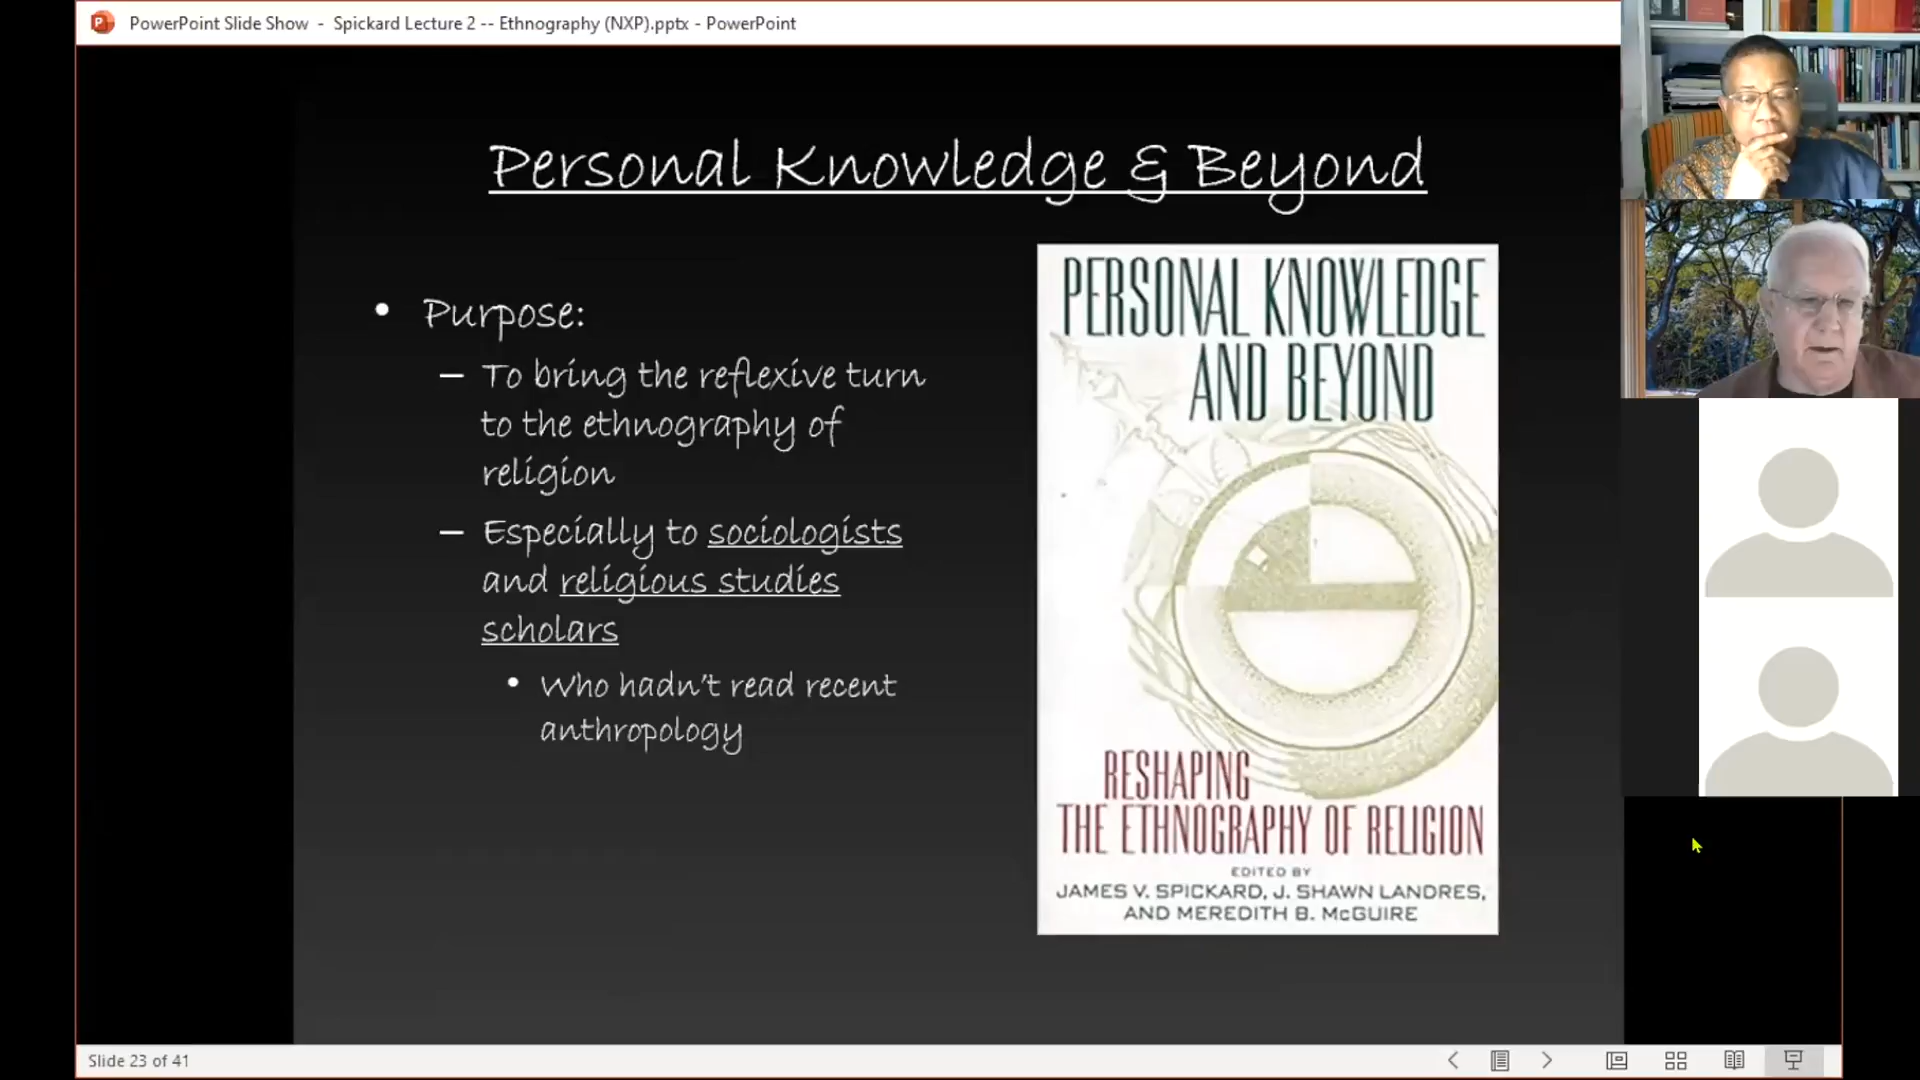 PowerPoint Slide Show - Spickard Lecture 2 -- Ethnography (NXP).pptx - PowerPoint
Personal Knowledge & Beyond
• Purpose:
– To bring the reflexive turn
to the ethnography of
religion
– Especially to sociologists
and religious studies
scholars
• Who hadn't read recent
anthropology
PERSONAL KNOWLEDGE
AND BEYOND
RESHAPING
THE ETHNOGRAPHY OF RELIGION
EDITED BY
JAMES V. SPICKARD, J. SHAWN LANDRES,
AND MEREDITH B. McGUIRE
Slide 23 of 41